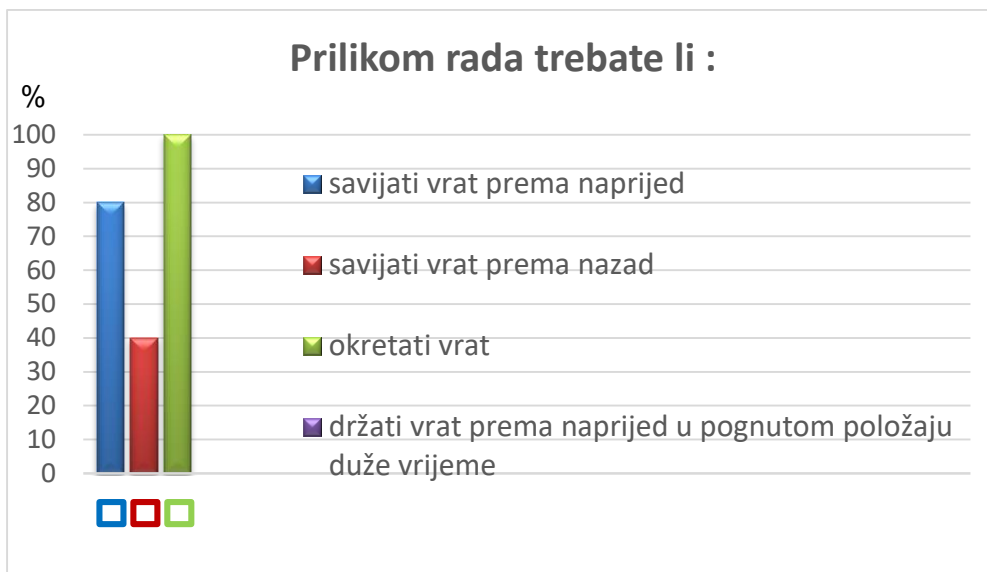 Prilikom rada trebate li :
%
100
90
80
70
60
50
40
30
20
10
0
savijati vrat prema naprijed
savijati vrat prema nazad
okretati vrat
držati vrat prema naprijed u pognutom položaju
duže vrijeme